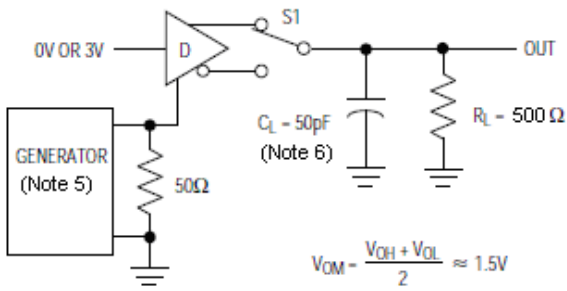 S1
0V OR 3V
D
OUT
C_L = 50pF
(Note 6)
R_L = 500 Ω
GENERATOR
(Note 5)
50Ω
V_OM = (V_OH + V_OL) / 2 ≈ 1.5V